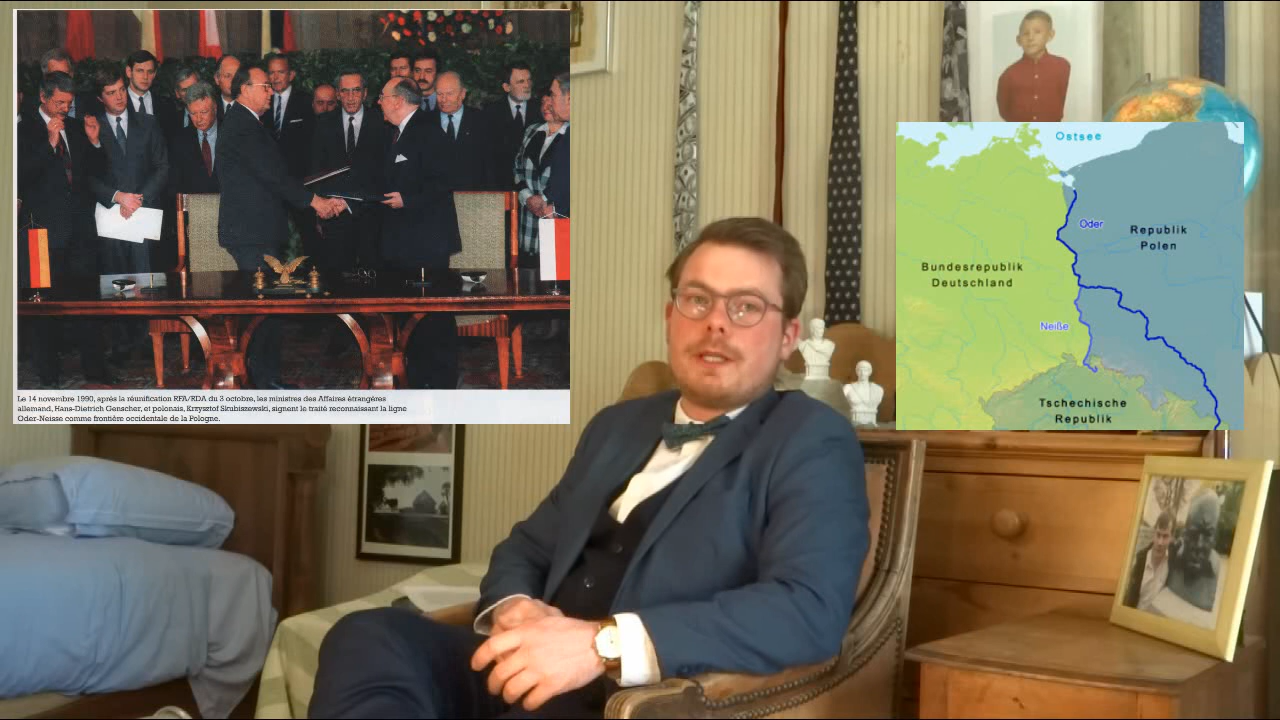 Le 14 novembre 1990, après la réunification RFA/RDA du 3 octobre, les ministres des Affaires étrangères
allemand, Hans-Dietrich Genscher, et polonais, Krzysztof Skubiszewski, signent le traité reconnaissant la ligne
Oder-Neisse comme frontière occidentale de la Pologne.
Ostsee
Oder
Republik
Polen
Bundesrepublik
Deutschland
Neiße
Tschechische
Republik